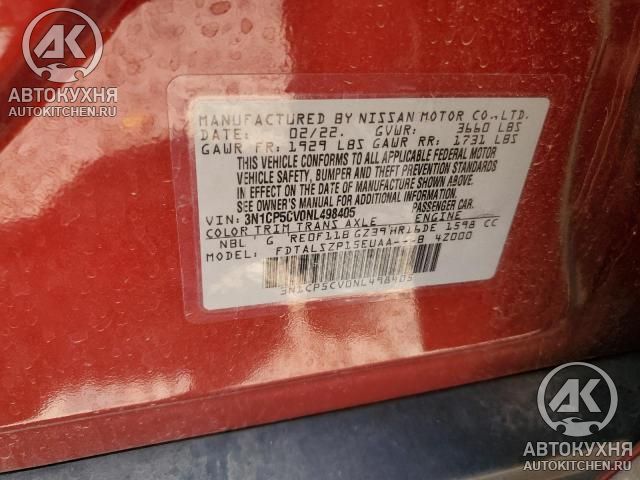 AK
АВТОКУХНЯ
AUTOKITCHEN.RU
MANUFACTURED BY NISSAN MOTOR CO.,LTD.
DATE: 02/22. GVWR: 3660 LBS
GAWR FR: 1929 LBS GAWR RR: 1731 LBS
THIS VEHICLE CONFORMS TO ALL APPLICABLE FEDERAL MOTOR
VEHICLE SAFETY, BUMPER AND THEFT PREVENTION STANDARDS
IN EFFECT ON THE DATE OF MANUFACTURE SHOWN ABOVE.
SEE OWNER'S MANUAL FOR ADDITIONAL INFORMATION.
VIN: 3N1CP5CV0NL498405 PASSENGER CAR.
COLOR TRIM TRANS AXLE ENGINE
NBL G RE0F11B GZ39 HR16DE 1598 CC
MODEL: FDTALSZP15EUAA---B 42000
3N1CP5CV0NL498405
AK
АВТОКУХНЯ
AUTOKITCHEN.RU